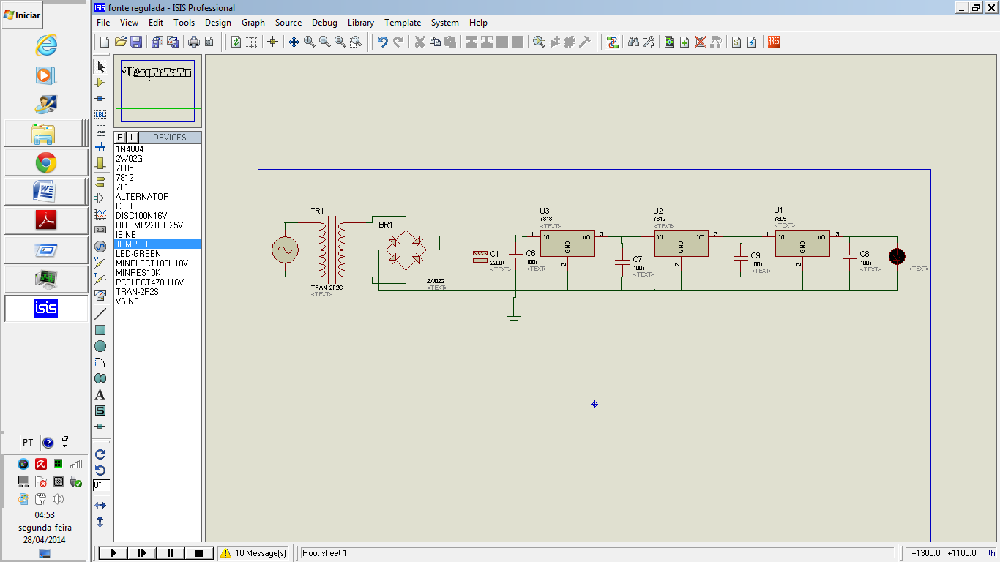 Iniciar
fonte regulada - ISIS Professional
File View Edit Tools Design Graph Source Debug Library Template System Help
ARES
LBL
P L DEVICES
1N4004
2W02G
7805
7812
7818
ALTERNATOR
CELL
DISC100N16V
HITEMP2200U25V
ISINE
JUMPER
LED-GREEN
MINELECT100U10V
MINRES10K
PCELECT470U16V
TRAN-2P2S
VSINE
TR1
TRAN-2P2S
<TEXT>
BR1
2W02G
<TEXT>
C1
2200u
<TEXT>
C6
100n
<TEXT>
U3
7818
<TEXT>
1 VI VO 3
GND
2
C7
100n
<TEXT>
U2
7812
<TEXT>
1 VI VO 3
GND
2
C9
100n
<TEXT>
U1
7805
<TEXT>
1 VI VO 3
GND
2
C8
100n
<TEXT>
<TEXT>
isis
A
S
0°
PT
04:53
segunda-feira
28/04/2014
10 Message(s)
Root sheet 1
+1300.0 +1100.0 th